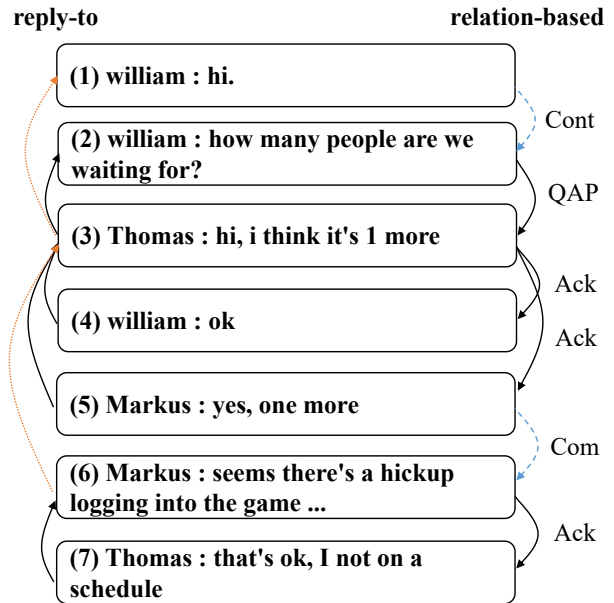 reply-to relation-based
(1) william : hi.
Cont
(2) william : how many people are we
waiting for?
QAP
(3) Thomas : hi, i think it's 1 more
Ack
(4) william : ok
Ack
(5) Markus : yes, one more
Com
(6) Markus : seems there's a hickup
logging into the game ...
Ack
(7) Thomas : that's ok, I not on a
schedule